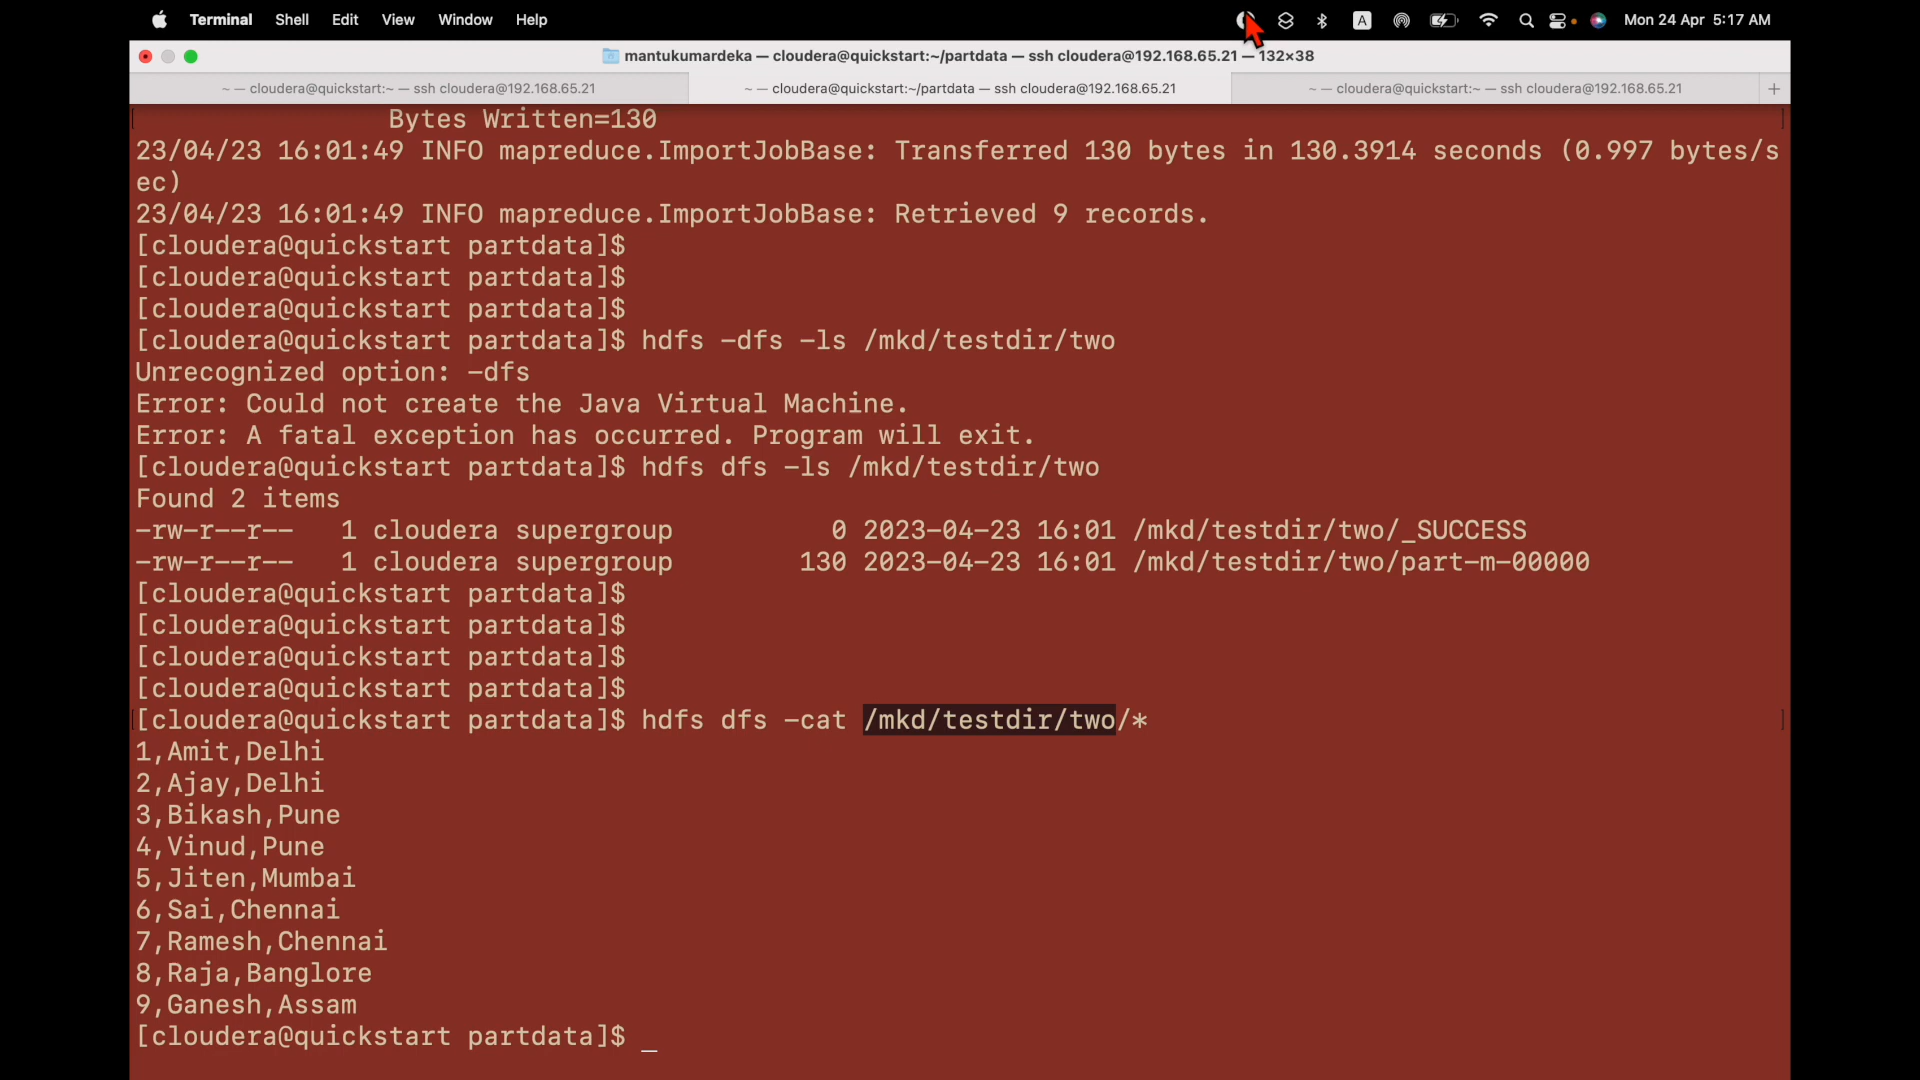 Terminal Shell Edit View Window Help A Mon 24 Apr 5:17 AM
mantukumardeka — cloudera@quickstart:~/partdata — ssh cloudera@192.168.65.21 — 132×38
~ — cloudera@quickstart:~ — ssh cloudera@192.168.65.21 ~ — cloudera@quickstart:~/partdata — ssh cloudera@192.168.65.21 ~ — cloudera@quickstart:~ — ssh cloudera@192.168.65.21 +
Bytes Written=130
23/04/23 16:01:49 INFO mapreduce.ImportJobBase: Transferred 130 bytes in 130.3914 seconds (0.997 bytes/s
ec)
23/04/23 16:01:49 INFO mapreduce.ImportJobBase: Retrieved 9 records.
[cloudera@quickstart partdata]$
[cloudera@quickstart partdata]$
[cloudera@quickstart partdata]$
[cloudera@quickstart partdata]$ hdfs -dfs -ls /mkd/testdir/two
Unrecognized option: -dfs
Error: Could not create the Java Virtual Machine.
Error: A fatal exception has occurred. Program will exit.
[cloudera@quickstart partdata]$ hdfs dfs -ls /mkd/testdir/two
Found 2 items
-rw-r--r-- 1 cloudera supergroup 0 2023-04-23 16:01 /mkd/testdir/two/_SUCCESS
-rw-r--r-- 1 cloudera supergroup 130 2023-04-23 16:01 /mkd/testdir/two/part-m-00000
[cloudera@quickstart partdata]$
[cloudera@quickstart partdata]$
[cloudera@quickstart partdata]$
[cloudera@quickstart partdata]$
[cloudera@quickstart partdata]$ hdfs dfs -cat /mkd/testdir/two/*
1,Amit,Delhi
2,Ajay,Delhi
3,Bikash,Pune
4,Vinud,Pune
5,Jiten,Mumbai
6,Sai,Chennai
7,Ramesh,Chennai
8,Raja,Banglore
9,Ganesh,Assam
[cloudera@quickstart partdata]$ _